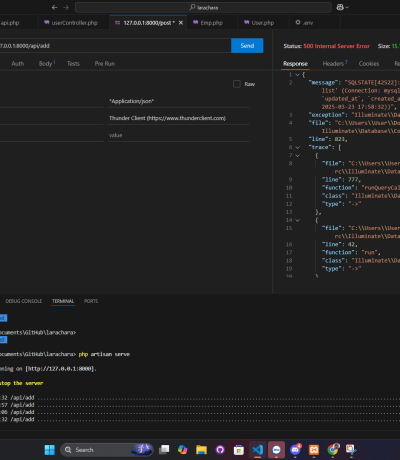 larachara
api.php
userController.php
127.0.0.1:8000/post *
Emp.php
User.php
.env
27.0.0.1:8000/api/add
Send
Status: 500 Internal Server Error Size: 15.
Auth Body 1 Tests Pre Run
Response Headers 7 Cookies Re
Raw
"*Application/json*"
Thunder Client (https://www.thunderclient.com)
value
1 {
2 "message": "SQLSTATE[42S22]:
list' (Connection: mysql
`updated_at`, `created_a
2025-03-23 17:58:32))",
3 "exception": "Illuminate\\Da
4 "file": "C:\\Users\\User\\Do
Illuminate\\Database\\Co
5 "line": 823,
6 "trace": [
7 {
8 "file": "C:\\Users\\User
rc\\Illuminate\\Data
9 "line": 777,
10 "function": "runQueryCal
11 "class": "Illuminate\\Da
12 "type": "->"
13 },
14 {
15 "file": "C:\\Users\\User
rc\\Illuminate\\Data
16 "line": 42,
17 "function": "run",
18 "class": "Illuminate\\Da
19 "type": "->"
DEBUG CONSOLE TERMINAL PORTS
ocuments\GitHub\larachara>
ocuments\GitHub\larachara> php artisan serve
nning on [http://127.0.0.1:8000].
stop the server
:32 /api/add
:57 /api/add
:06 /api/add
:32 /api/add
Search